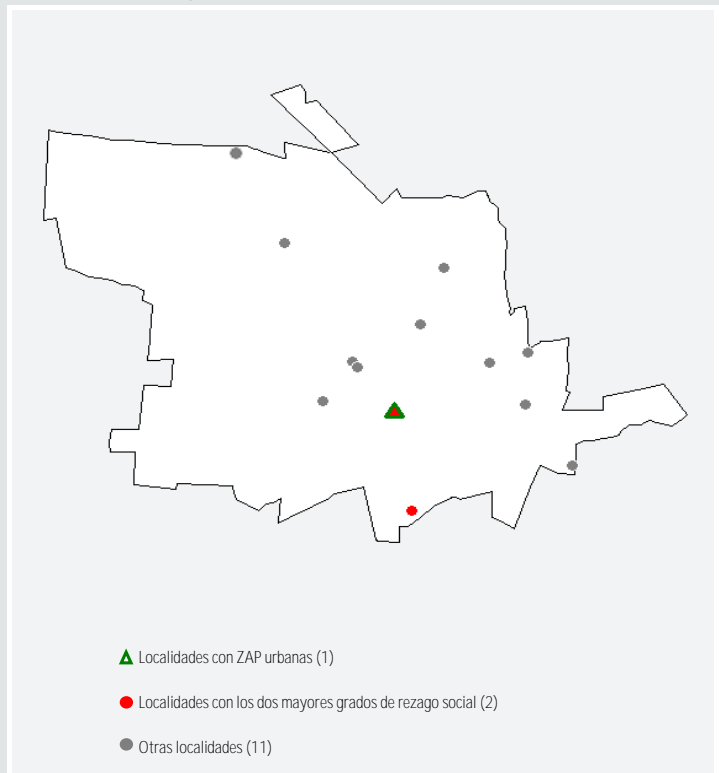 Localidades con ZAP urbanas (1)
Localidades con los dos mayores grados de rezago social (2)
Otras localidades (11)